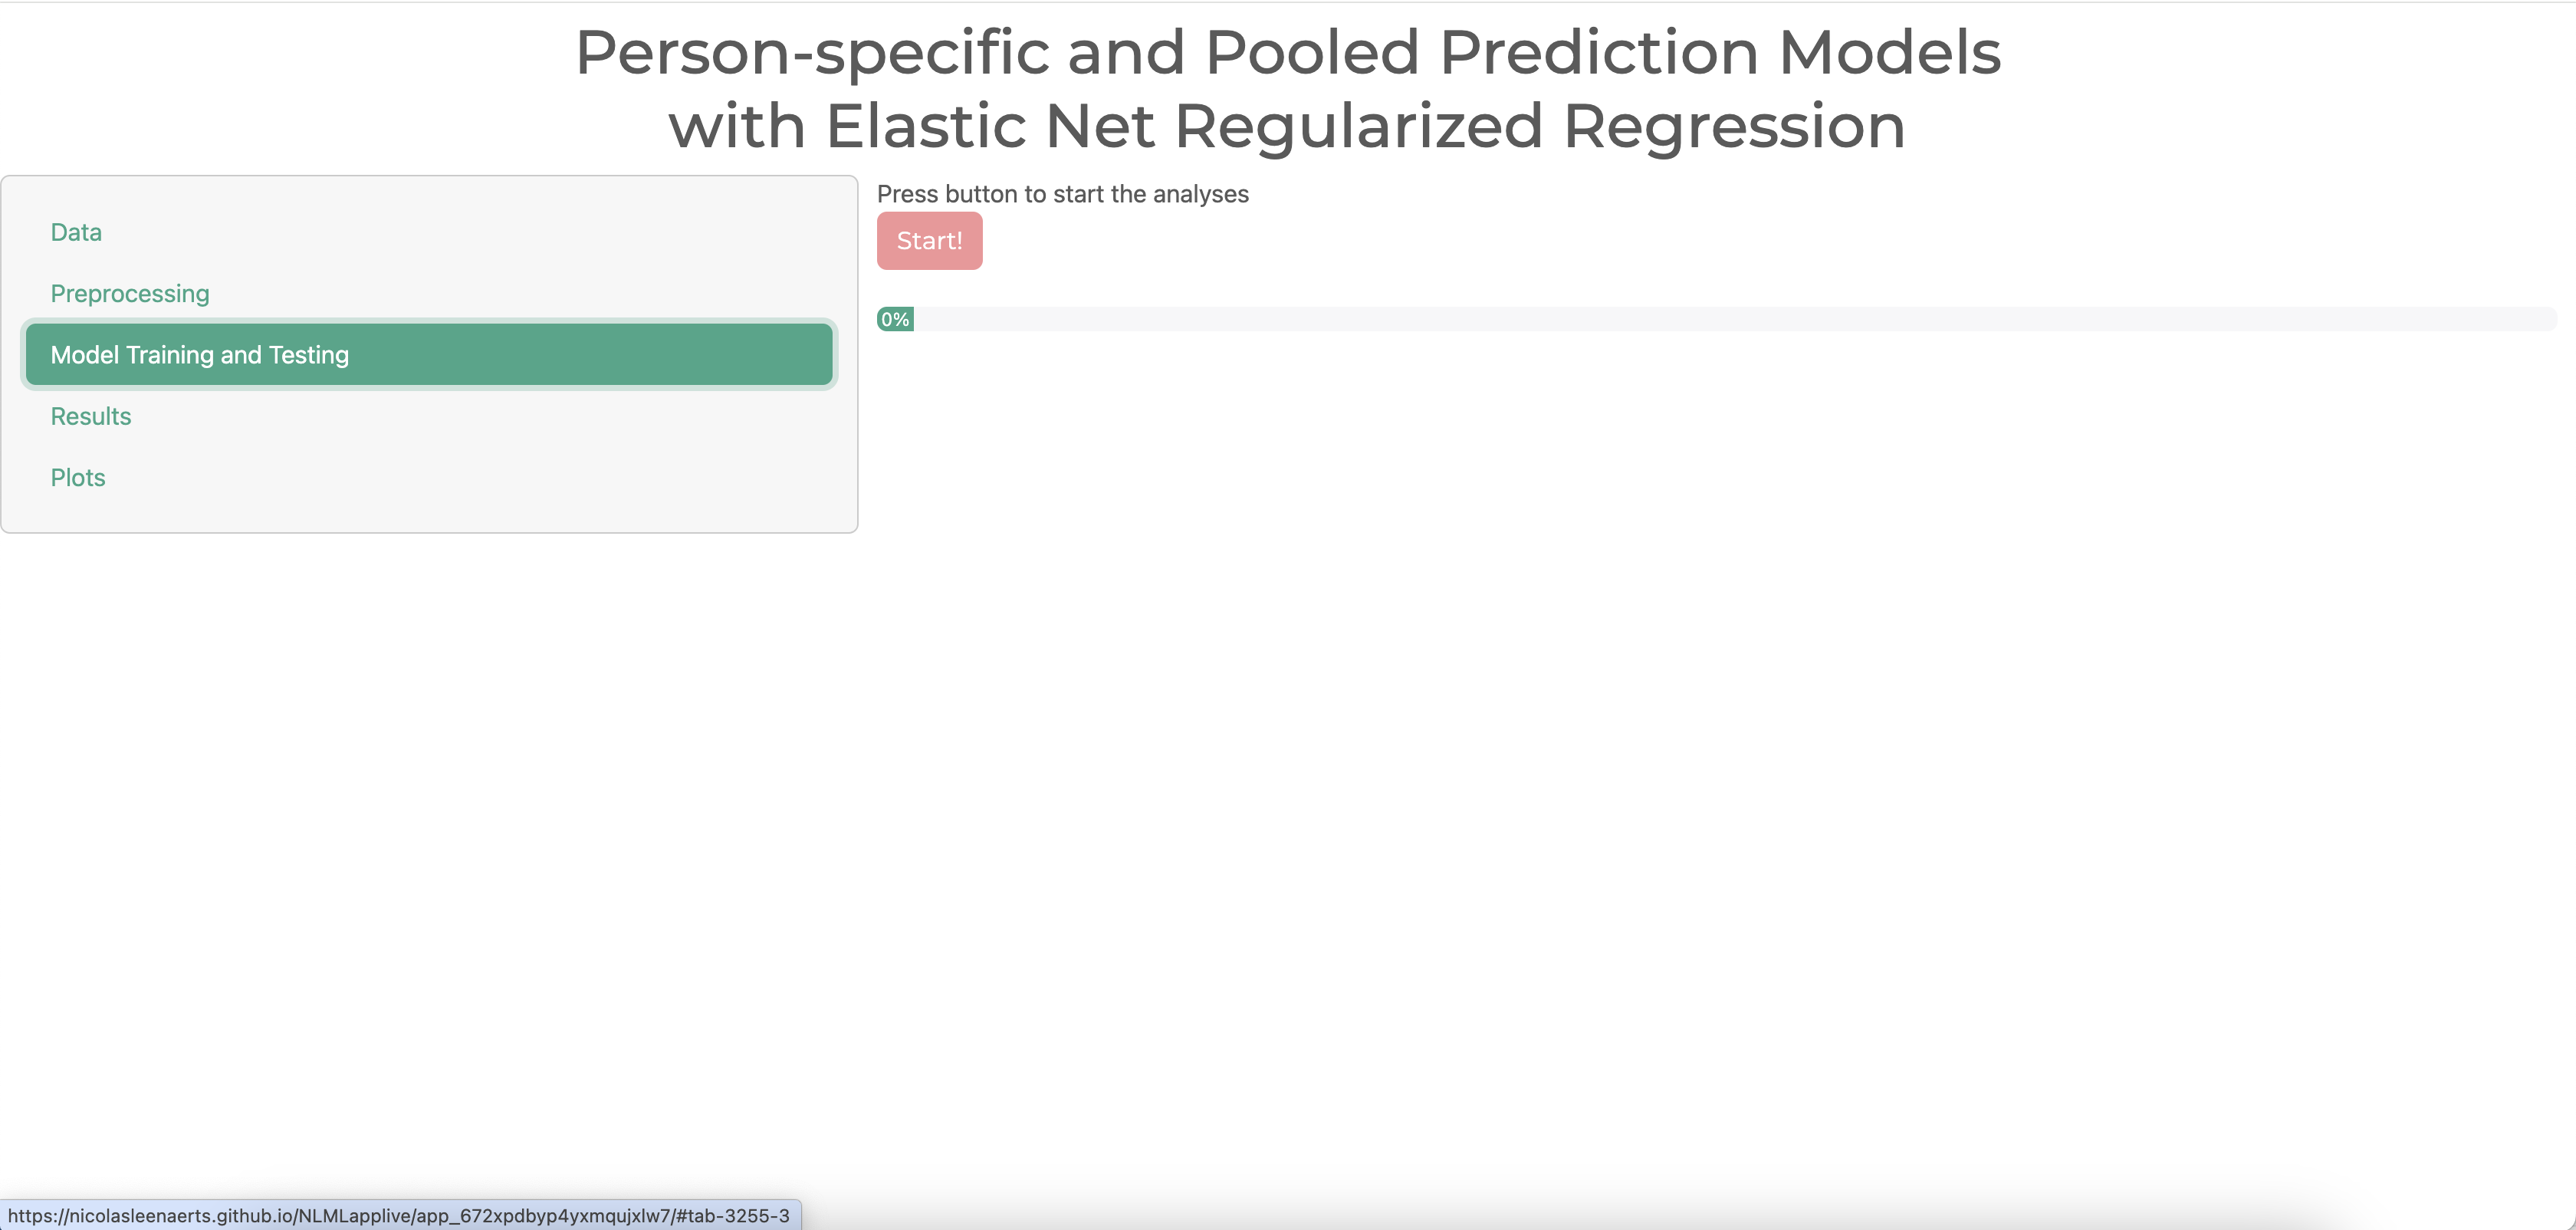 Person-specific and Pooled Prediction Models
with Elastic Net Regularized Regression
Data
Preprocessing
Model Training and Testing
Results
Plots
Press button to start the analyses
Start!
0%
https://nicolasleenaerts.github.io/NLMLapplive/app_672xpdbyp4yxmqujxlw7/#tab-3255-3